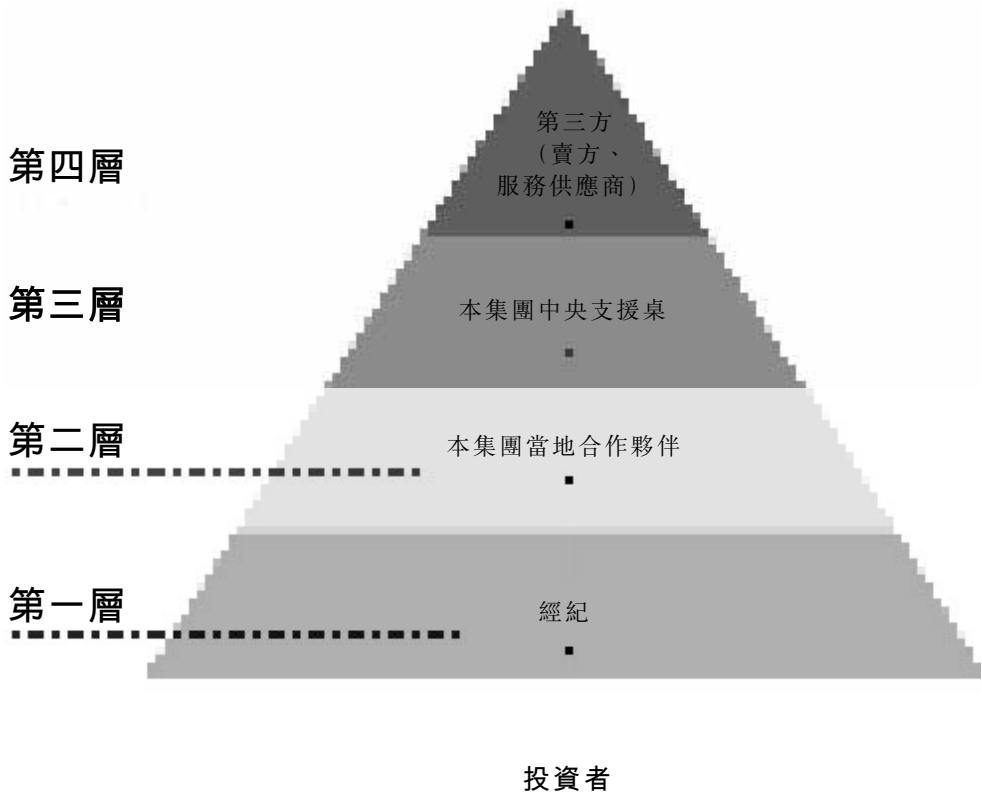 第三方
(賣方、
服務供應商)
第四層
第三層
本集團中央支援桌
第二層
本集團當地合作夥伴
第一層
經紀
投資者